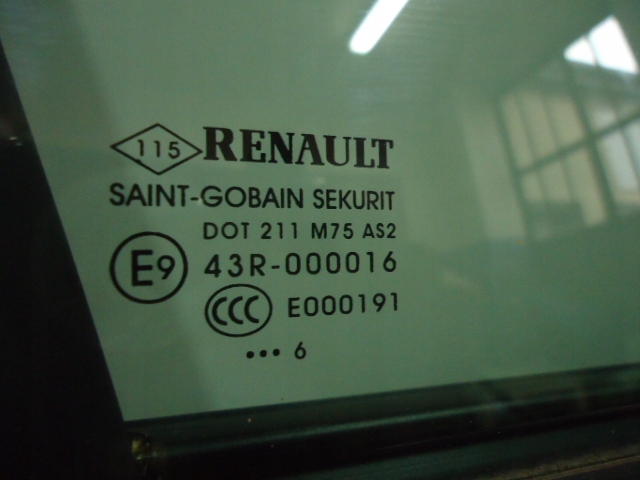 115 RENAULT
SAINT-GOBAIN SEKURIT
DOT 211 M75 AS2
E9 43R-000016
CCC E000191
••• 6